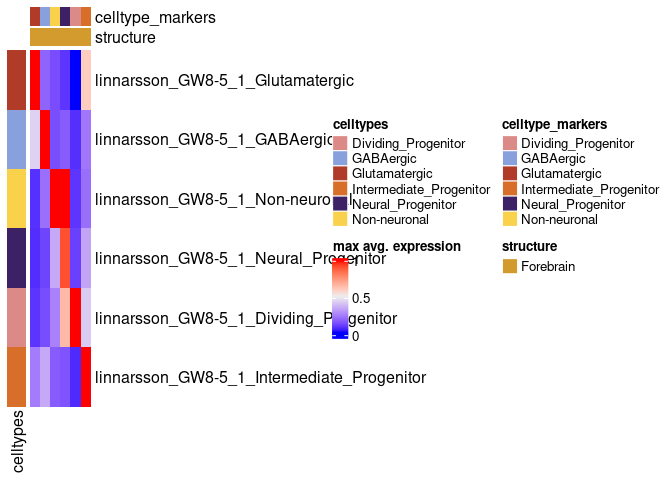 celltype_markers
structure
linnarsson_GW8-5_1_Glutamatergic
linnarsson_GW8-5_1_GABAergic
linnarsson_GW8-5_1_Non-neuronal
linnarsson_GW8-5_1_Neural_Progenitor
linnarsson_GW8-5_1_Dividing_Progenitor
linnarsson_GW8-5_1_Intermediate_Progenitor
celltypes
celltypes
Dividing_Progenitor
GABAergic
Glutamatergic
Intermediate_Progenitor
Neural_Progenitor
Non-neuronal
max avg. expression
1
0.5
0
celltype_markers
Dividing_Progenitor
GABAergic
Glutamatergic
Intermediate_Progenitor
Neural_Progenitor
Non-neuronal
structure
Forebrain